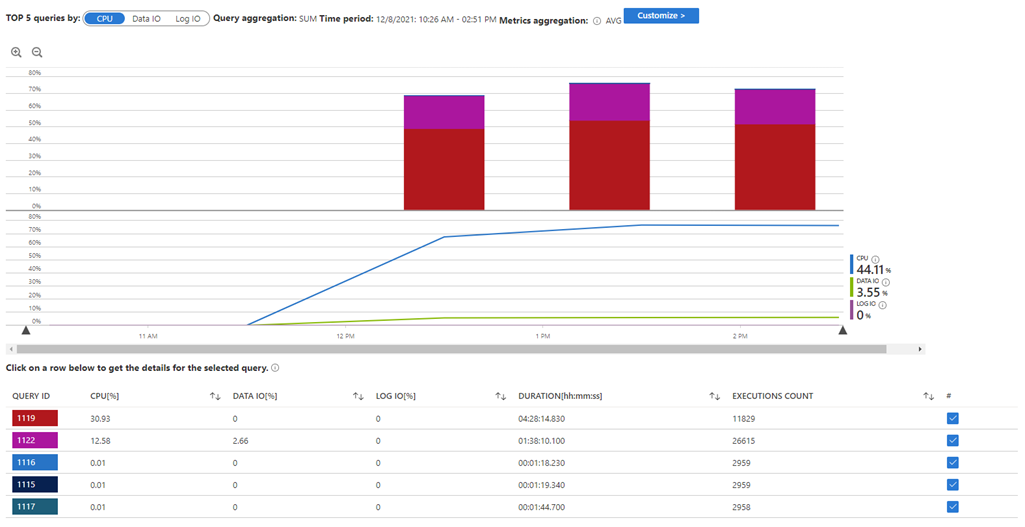 TOP 5 queries by: CPU Data IO Log IO Query aggregation: SUM Time period: 12/8/2021: 10:26 AM - 02:51 PM Metrics aggregation: AVG Customize >
80%
70%
60%
50%
40%
30%
20%
10%
0%
80%
70%
60%
50%
40%
30%
20%
10%
0%
11 AM 12 PM 1 PM 2 PM
CPU
44.11 %
DATA IO
3.55 %
LOG IO
0 %
Click on a row below to get the details for the selected query.
QUERY ID CPU[%] DATA IO[%] LOG IO[%] DURATION[hh:mm:ss] EXECUTIONS COUNT #
1119 30.93 0 0 04:28:14.830 11829
1122 12.58 2.66 0 01:38:10.100 26615
1116 0.01 0 0 00:01:18.230 2959
1115 0.01 0 0 00:01:19.340 2959
1117 0.01 0 0 00:01:44.700 2958